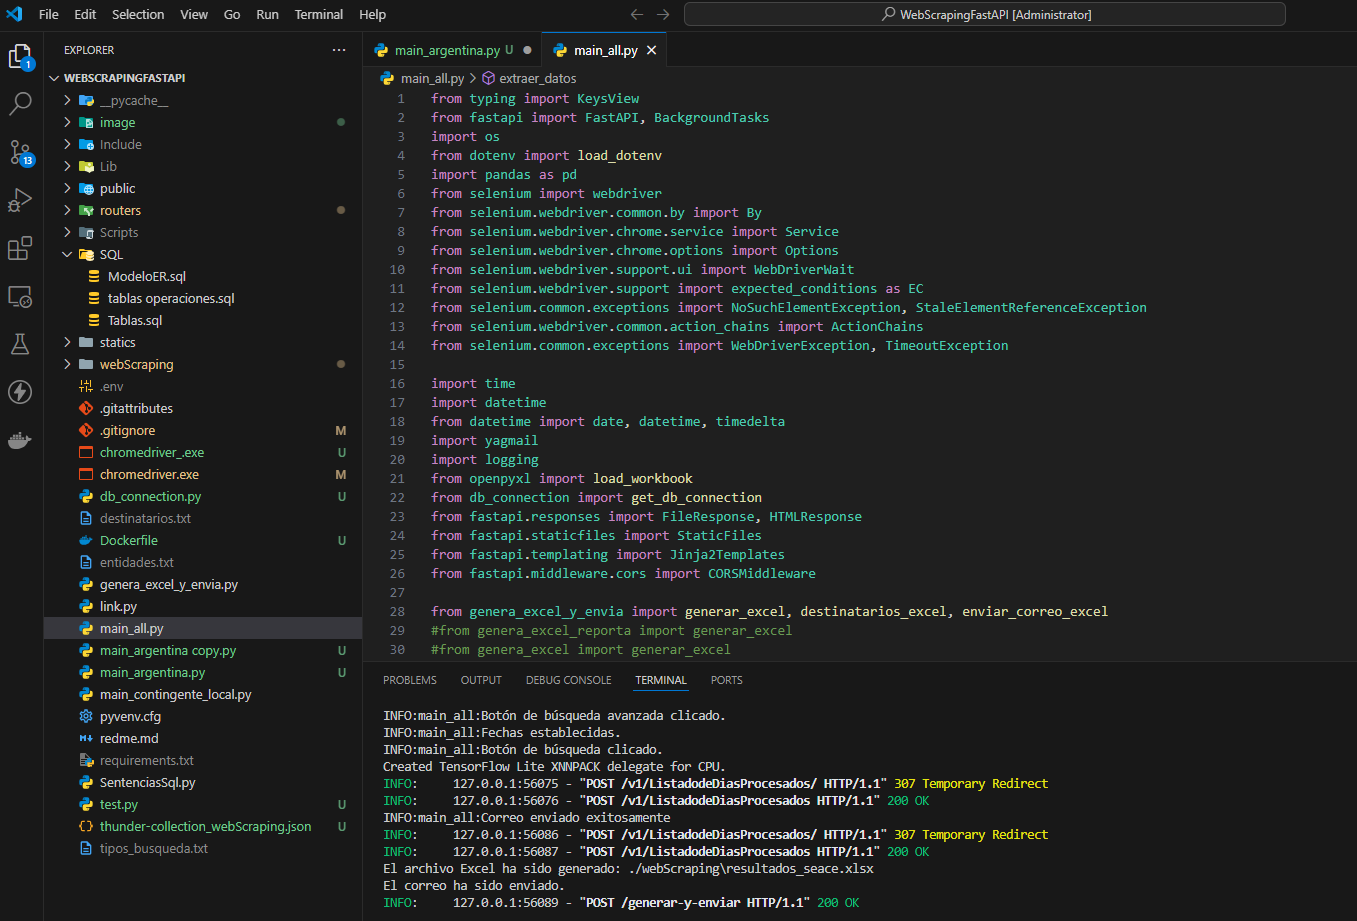 File Edit Selection View Go Run Terminal Help
WebScrapingFastAPI [Administrator]
EXPLORER
WEBSCRAPINGFASTAPI
__pycache__
image
Include
Lib
public
routers
Scripts
SQL
ModeloER.sql
tablas operaciones.sql
Tablas.sql
statics
webScraping
.env
.gitattributes
.gitignore M
chromedriver_.exe U
chromedriver.exe M
db_connection.py U
destinatarios.txt
Dockerfile U
entidades.txt
genera_excel_y_envia.py
link.py
main_all.py
main_argentina copy.py U
main_argentina.py U
main_contingente_local.py
pyvenv.cfg
redme.md
requirements.txt
SentenciasSql.py
test.py U
thunder-collection_webScraping.json U
tipos_busqueda.txt
1
13
main_argentina.py U
main_all.py
main_all.py > extraer_datos
1 from typing import KeysView
2 from fastapi import FastAPI, BackgroundTasks
3 import os
4 from dotenv import load_dotenv
5 import pandas as pd
6 from selenium import webdriver
7 from selenium.webdriver.common.by import By
8 from selenium.webdriver.chrome.service import Service
9 from selenium.webdriver.chrome.options import Options
10 from selenium.webdriver.support.ui import WebDriverWait
11 from selenium.webdriver.support import expected_conditions as EC
12 from selenium.common.exceptions import NoSuchElementException, StaleElementReferenceException
13 from selenium.webdriver.common.action_chains import ActionChains
14 from selenium.common.exceptions import WebDriverException, TimeoutException
15
16 import time
17 import datetime
18 from datetime import date, datetime, timedelta
19 import yagmail
20 import logging
21 from openpyxl import load_workbook
22 from db_connection import get_db_connection
23 from fastapi.responses import FileResponse, HTMLResponse
24 from fastapi.staticfiles import StaticFiles
25 from fastapi.templating import Jinja2Templates
26 from fastapi.middleware.cors import CORSMiddleware
27
28 from genera_excel_y_envia import generar_excel, destinatarios_excel, enviar_correo_excel
29 #from genera_excel_reporta import generar_excel
30 #from genera_excel import generar_excel
PROBLEMS OUTPUT DEBUG CONSOLE TERMINAL PORTS
INFO:main_all:Botón de búsqueda avanzada clicado.
INFO:main_all:Fechas establecidas.
INFO:main_all:Botón de búsqueda clicado.
Created TensorFlow Lite XNNPACK delegate for CPU.
INFO: 127.0.0.1:56075 - "POST /v1/ListadodeDiasProcesados/ HTTP/1.1" 307 Temporary Redirect
INFO: 127.0.0.1:56076 - "POST /v1/ListadodeDiasProcesados HTTP/1.1" 200 OK
INFO:main_all:Correo enviado exitosamente
INFO: 127.0.0.1:56086 - "POST /v1/ListadodeDiasProcesados/ HTTP/1.1" 307 Temporary Redirect
INFO: 127.0.0.1:56087 - "POST /v1/ListadodeDiasProcesados HTTP/1.1" 200 OK
El archivo Excel ha sido generado: ./webScraping\resultados_seace.xlsx
El correo ha sido enviado.
INFO: 127.0.0.1:56089 - "POST /generar-y-enviar HTTP/1.1" 200 OK